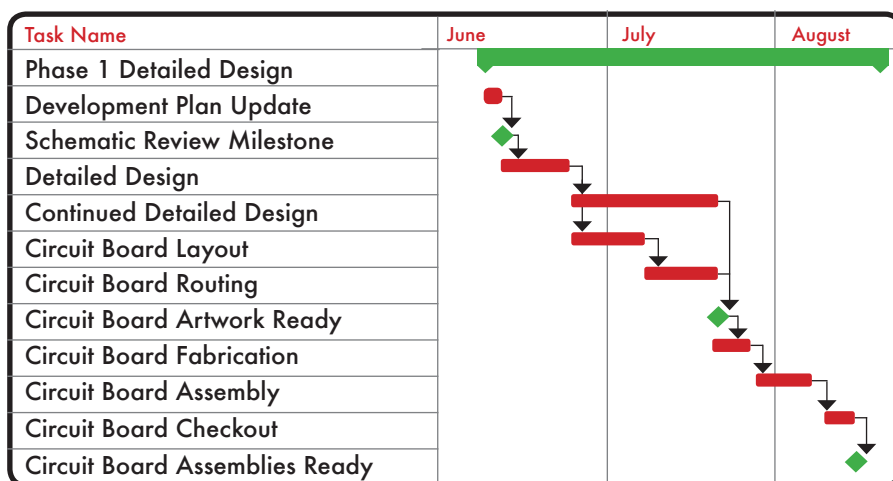 Task Name June July August
Phase 1 Detailed Design
Development Plan Update
Schematic Review Milestone
Detailed Design
Continued Detailed Design
Circuit Board Layout
Circuit Board Routing
Circuit Board Artwork Ready
Circuit Board Fabrication
Circuit Board Assembly
Circuit Board Checkout
Circuit Board Assemblies Ready